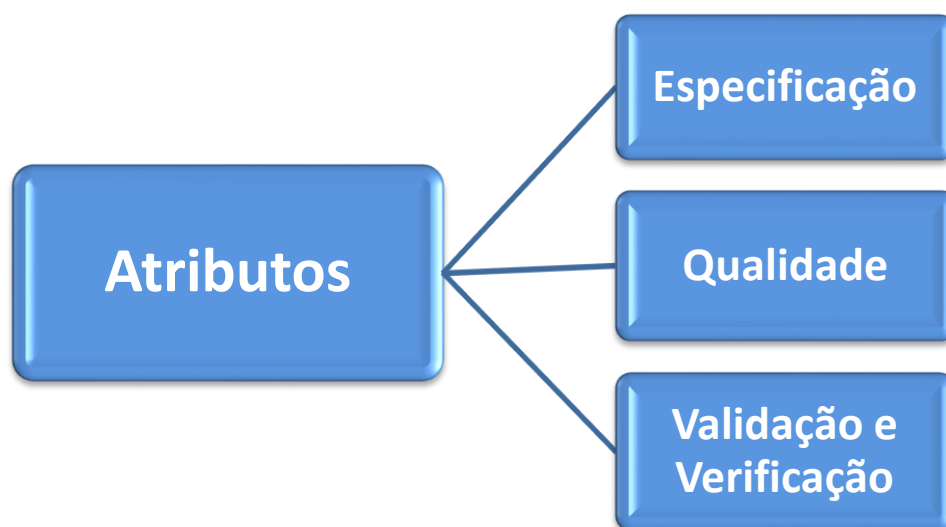 Atributos
Especificação
Qualidade
Validação e
Verificação